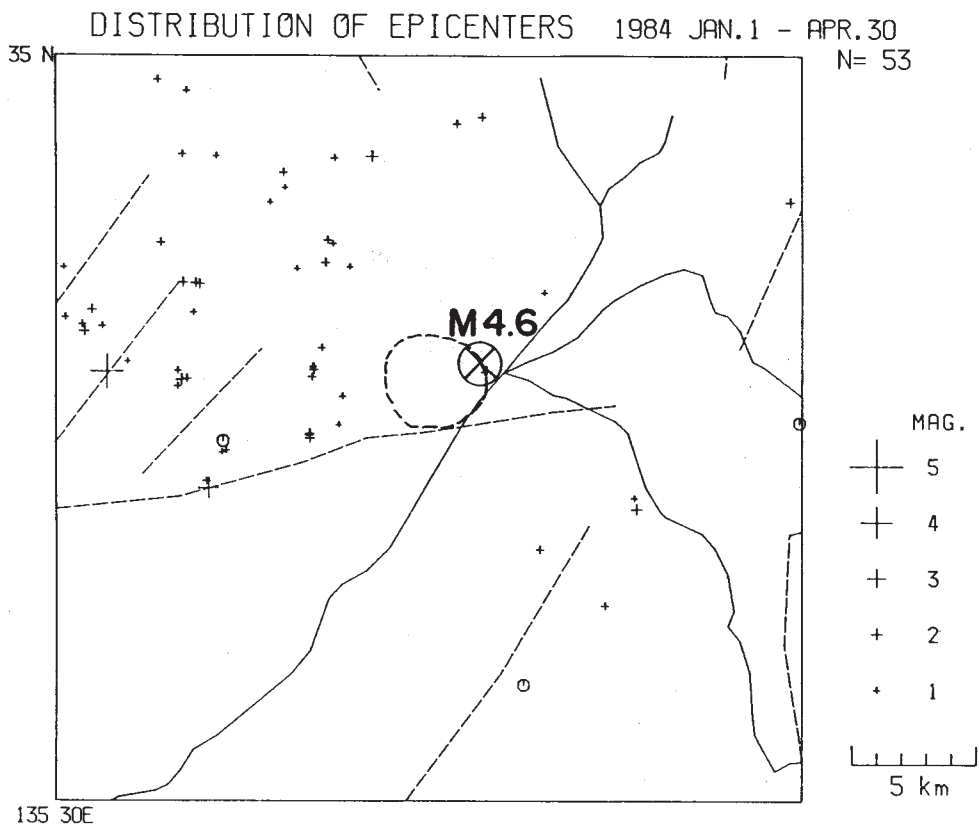 DISTRIBUTION OF EPICENTERS 1984 JAN.1 - APR.30
35 N
N= 53
M4.6
MAG.
5
4
3
2
1
5 km
135 30E